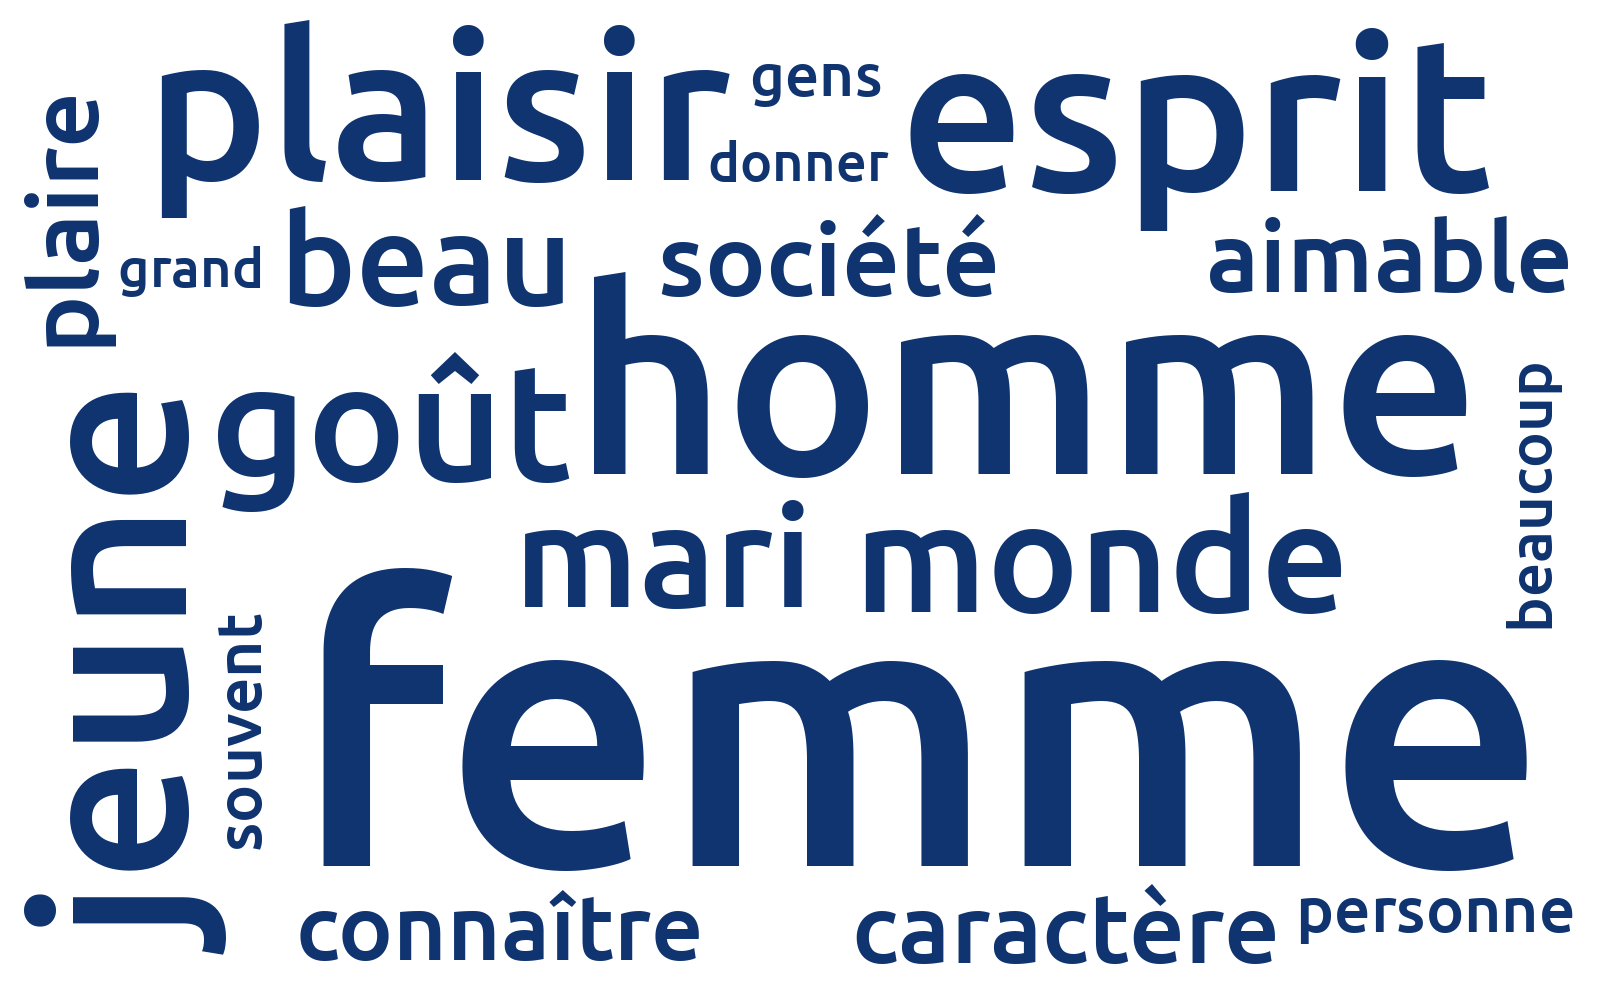 plaisir
gens
esprit
donner
plaire
grand
beau
société
aimable
homme
goût
jeune
beaucoup
mari
monde
femme
souvent
connaître
caractère
personne